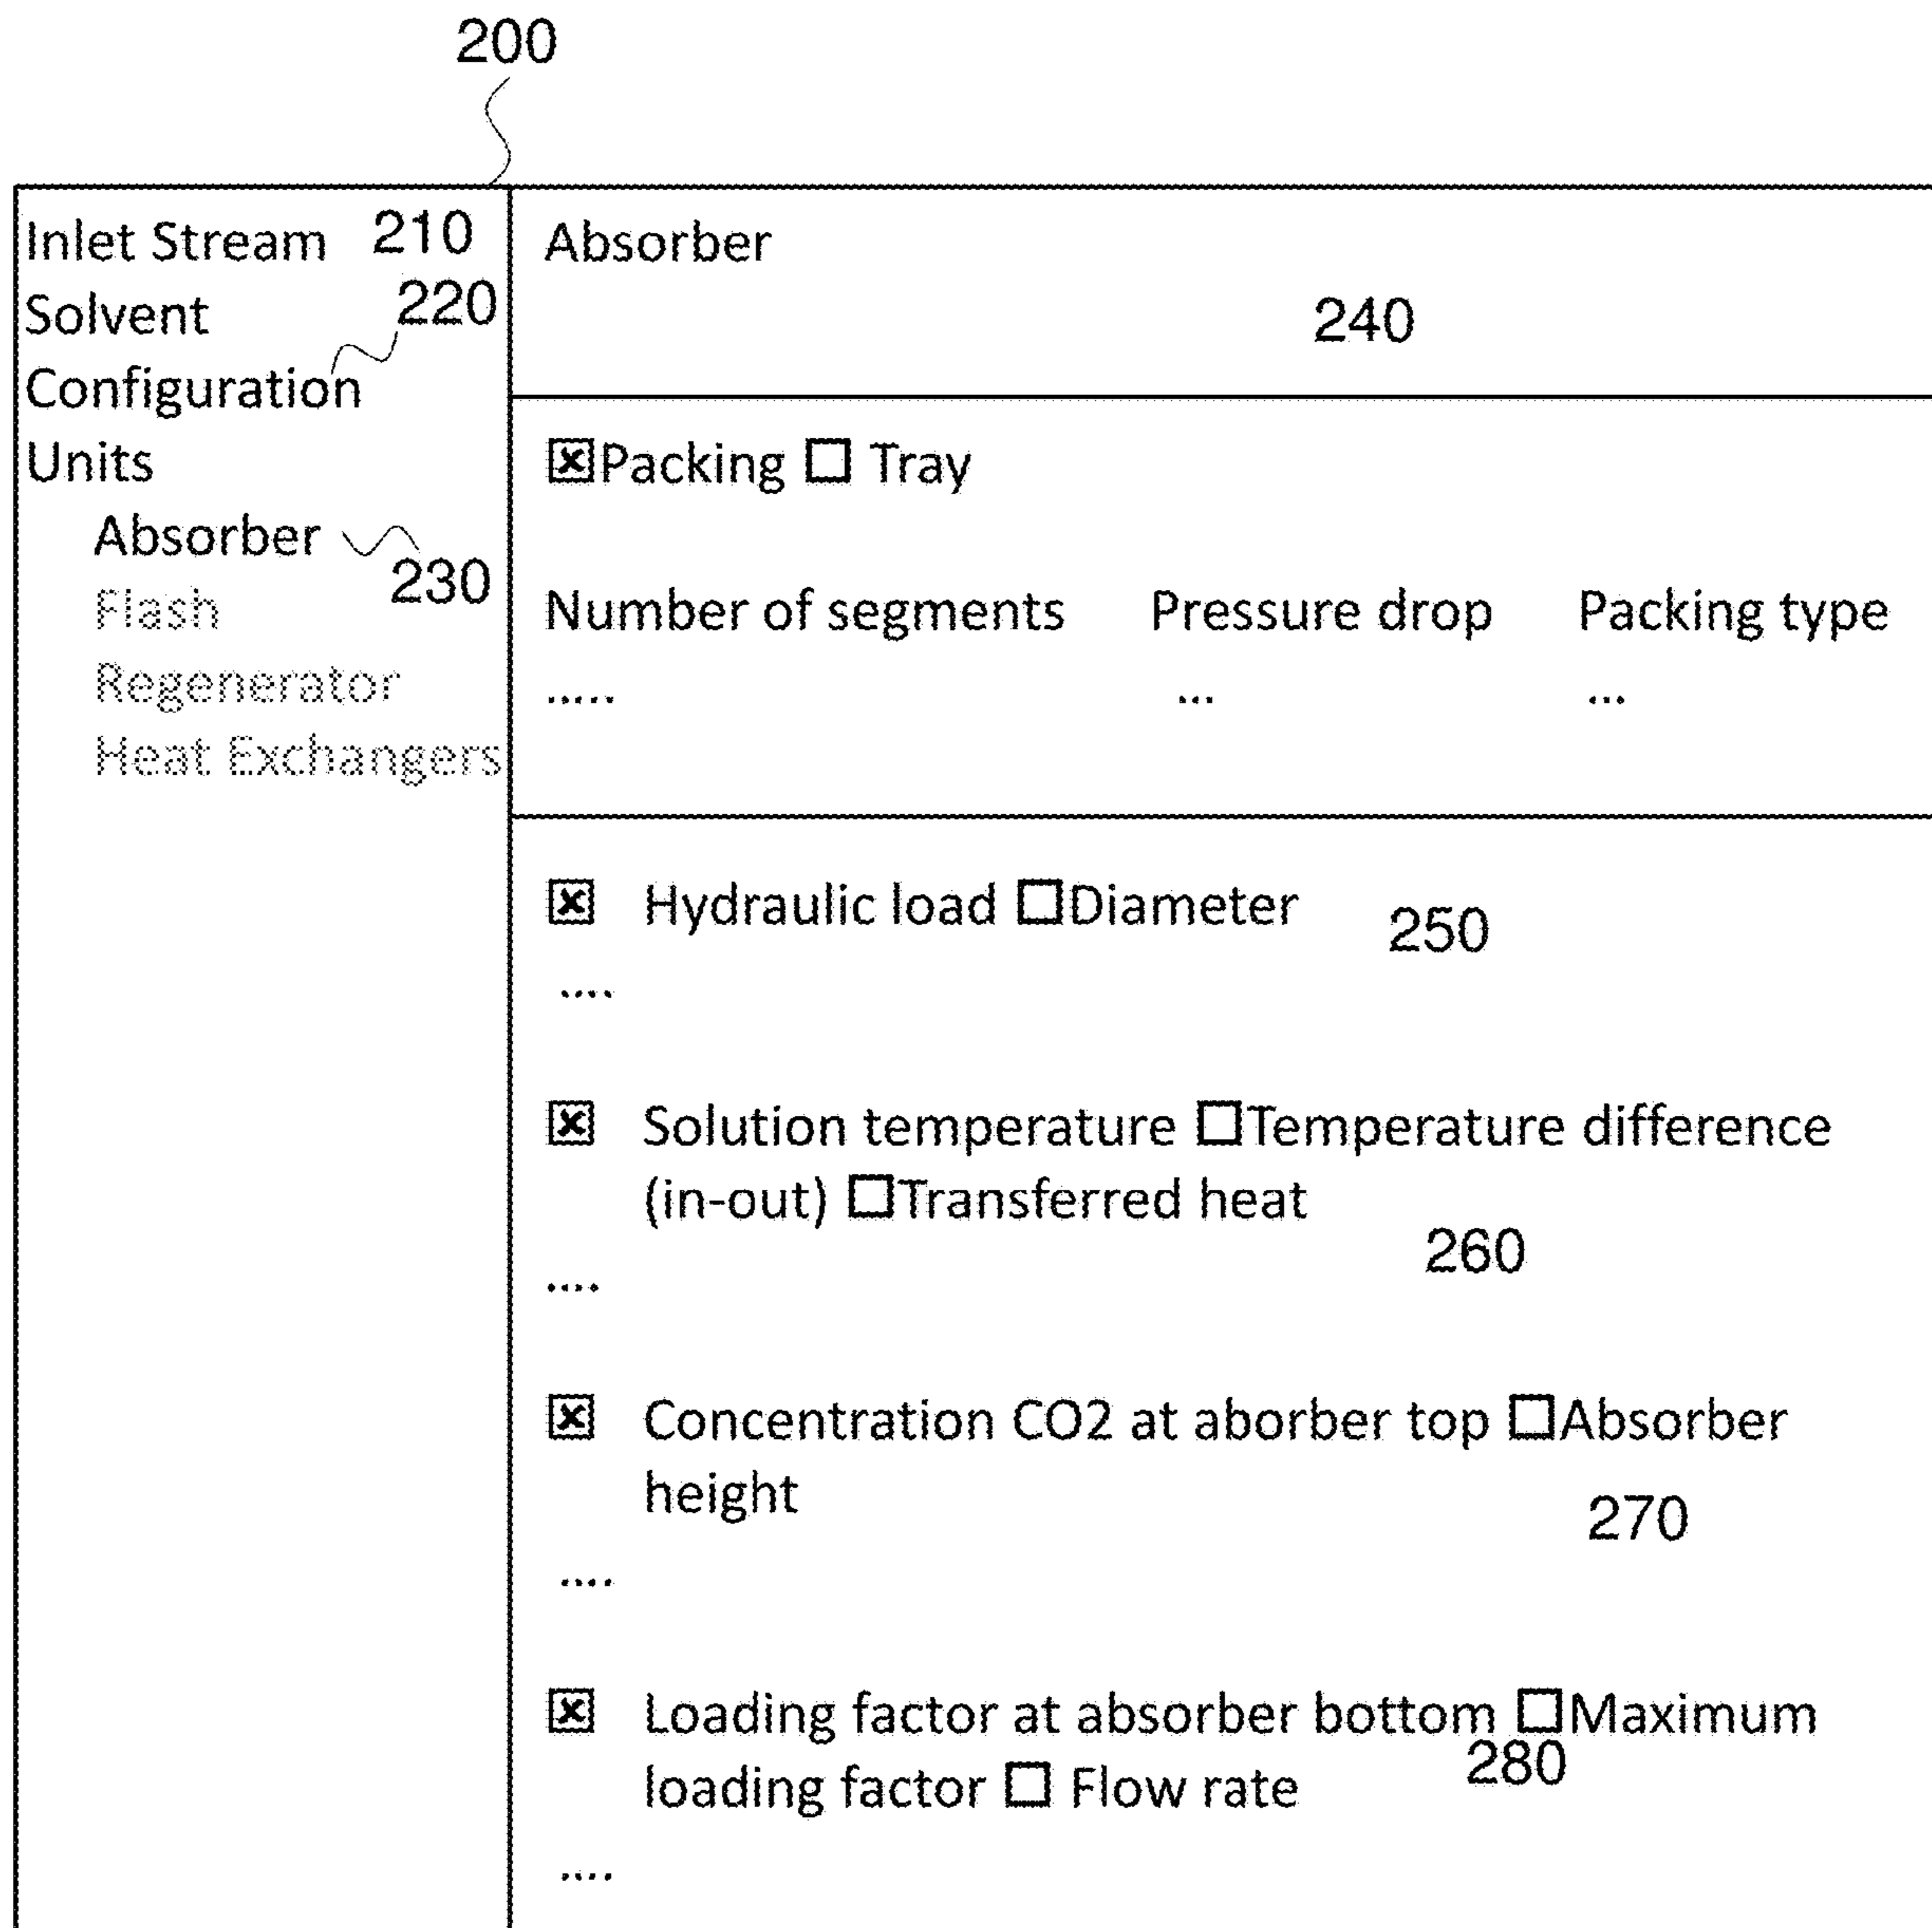 200
Inlet Stream 210
Solvent 220
Configuration
Units
Absorber
230
Flash
Regenerator
Heat Exchangers
Absorber
240
Packing Tray
Number of segments Pressure drop Packing type
..... ... ...
Hydraulic load Diameter 250
....
Solution temperature Temperature difference
(in-out) Transferred heat
260
....
Concentration CO2 at aborber top Absorber
height
270
....
Loading factor at absorber bottom Maximum
loading factor Flow rate 280
....